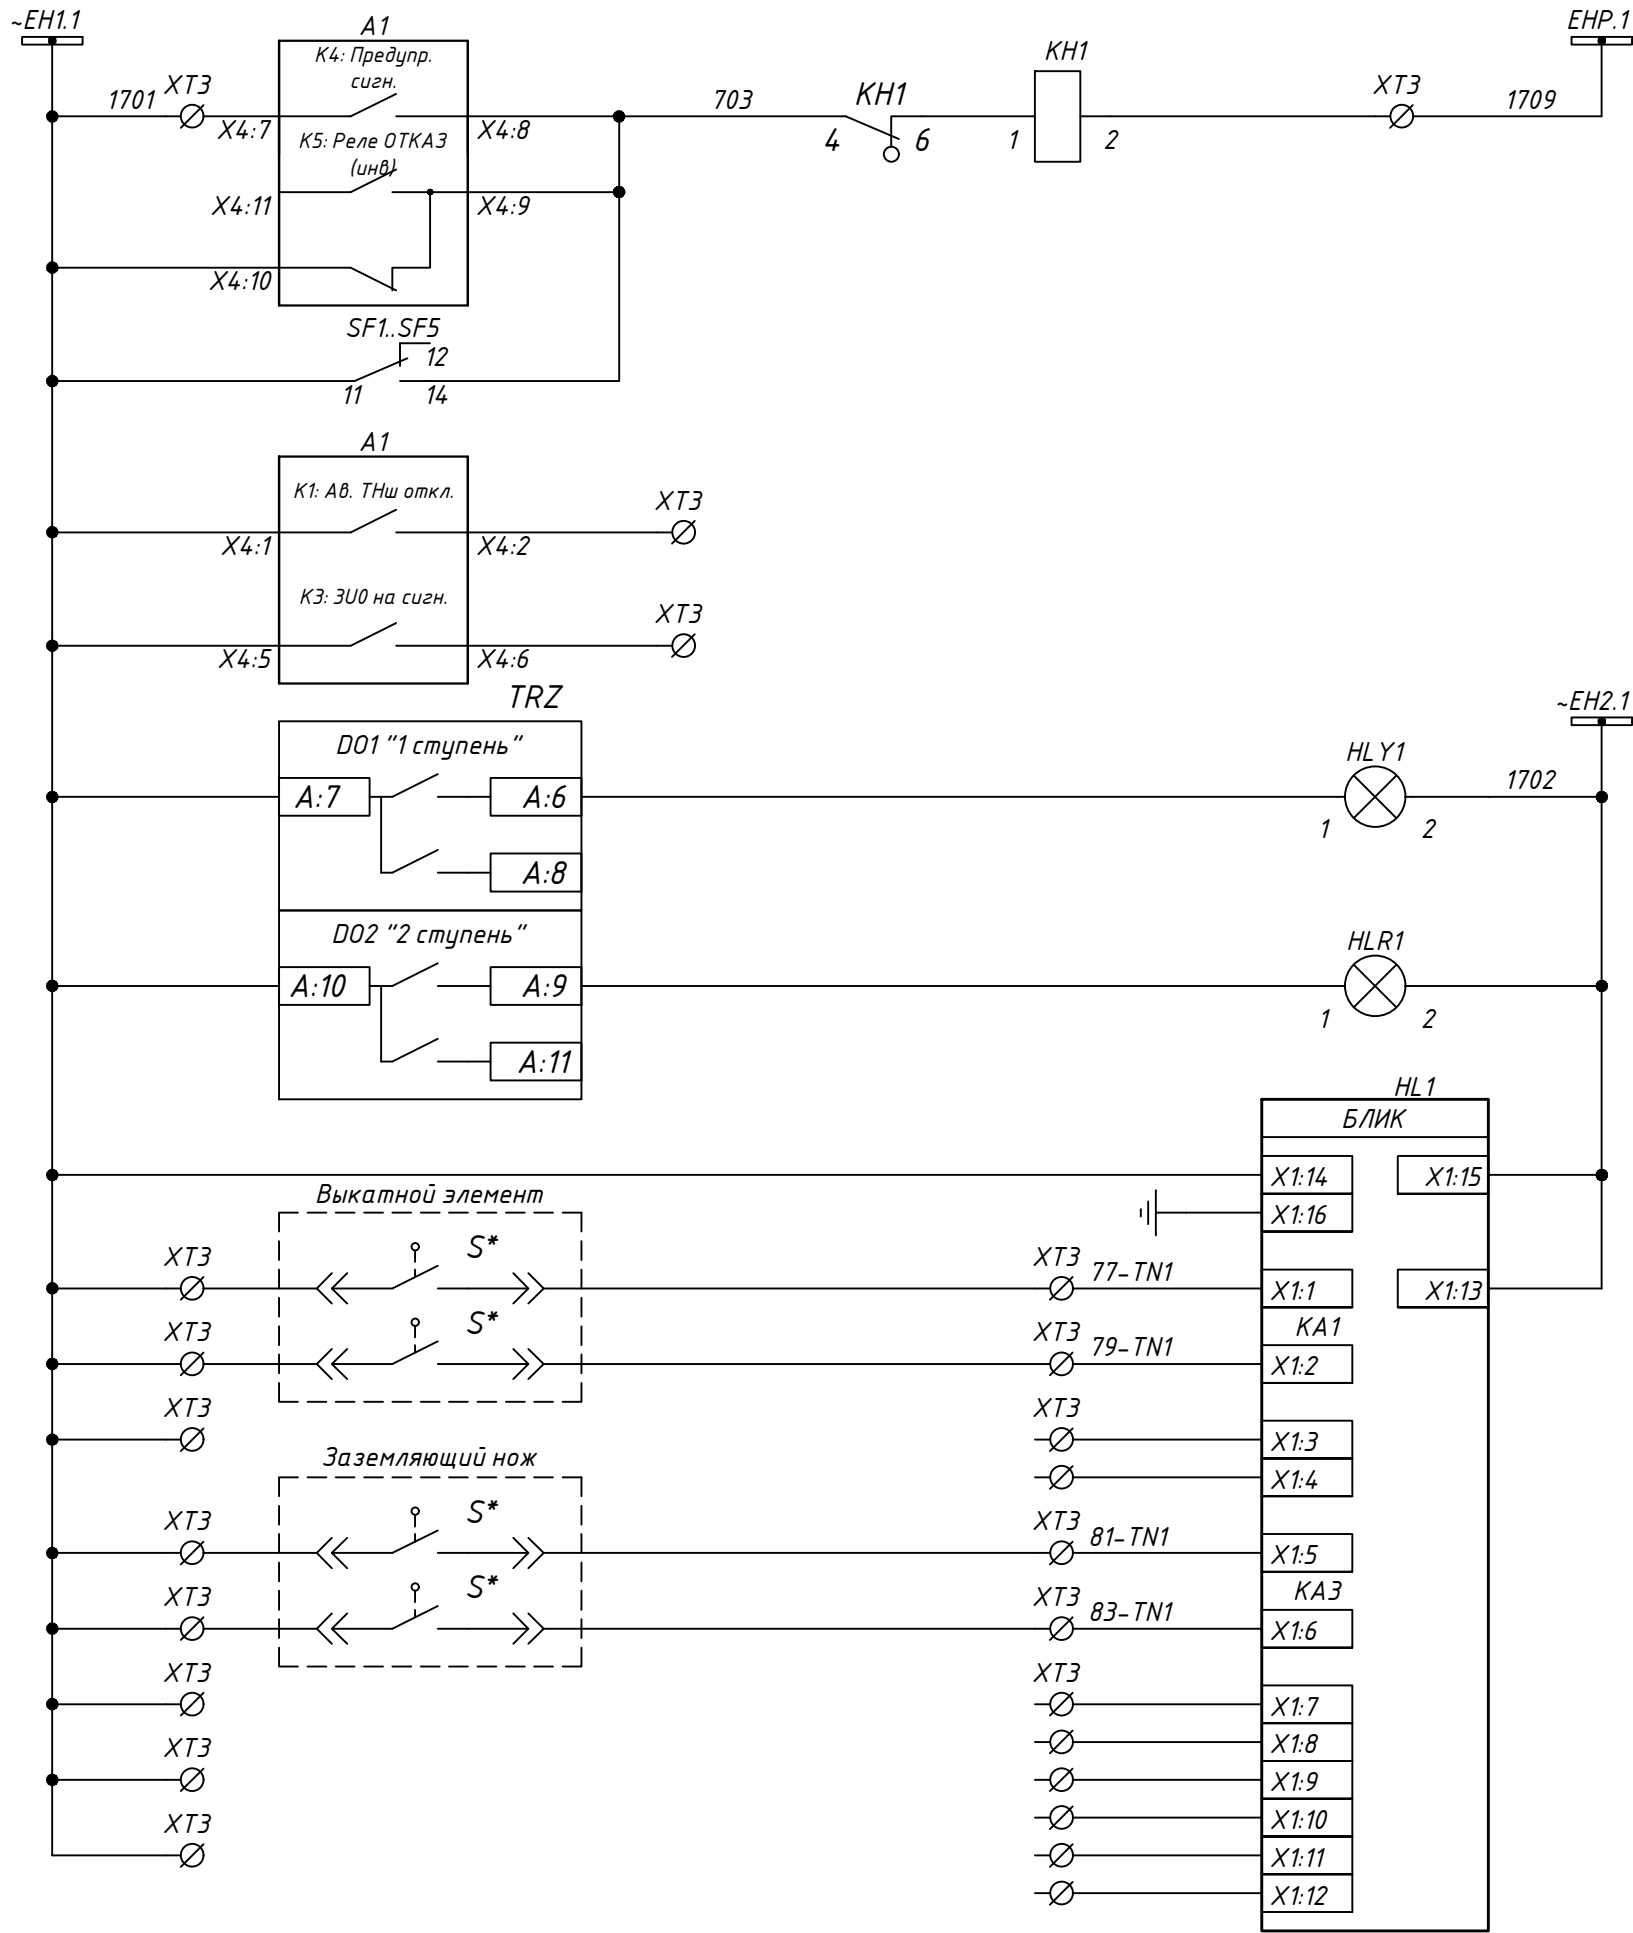 ~EH1.1
A1
EHP.1
K4: Предупр.
сигн.
1701
XT3
X4:7
X4:8
703
KH1
4
6
KH1
1
2
XT3
1709
K5: Реле ОТКАЗ
(инв)
X4:11
X4:9
X4:10
SF1..SF5
12
11
14
A1
K1: Ав. ТНш откл.
XT3
X4:1
X4:2
K3: 3U0 на сигн.
XT3
X4:5
X4:6
TRZ
~EH2.1
DO1 "1 ступень"
HLY1
A:7
A:6
1702
1
2
A:8
DO2 "2 ступень"
HLR1
A:10
A:9
1
2
A:11
HL1
БЛИК
X1:14
X1:15
Выкатной элемент
X1:16
XT3
S*
XT3
77-TN1
X1:1
X1:13
XT3
S*
XT3
79-TN1
KA1
X1:2
XT3
XT3
X1:3
Заземляющий нож
X1:4
XT3
S*
XT3
81-TN1
X1:5
XT3
S*
XT3
83-TN1
KA3
X1:6
XT3
XT3
X1:7
X1:8
XT3
X1:9
X1:10
XT3
X1:11
X1:12